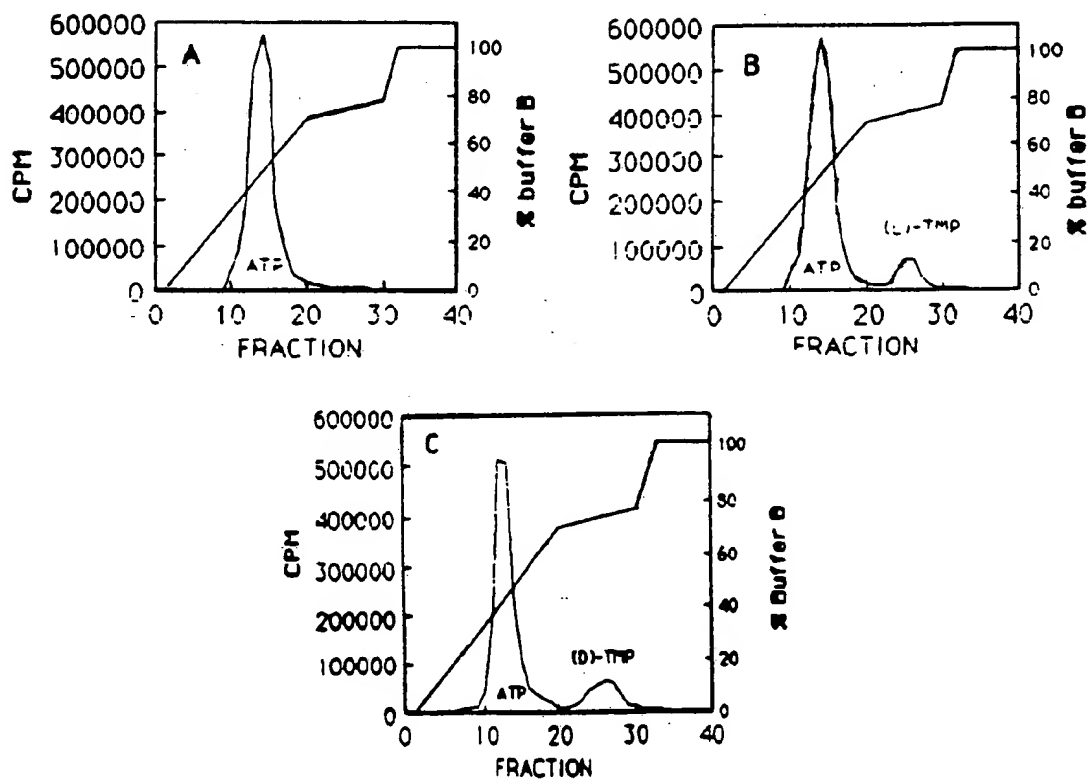 A
600000
500000
400000
300000
200000
100000
0
CPM
ATP
0 10 20 30 40
FRACTION
100
80
60
40
20
0
% buffer B
B
600000
500000
400000
300000
200000
100000
0
CPM
ATP
(L)-TMP
0 10 20 30 40
FRACTION
100
80
60
40
20
0
% buffer B
C
600000
500000
400000
300000
200000
100000
0
CPM
ATP
(D)-TMP
0 10 20 30 40
FRACTION
100
80
60
40
20
0
% Buffer B